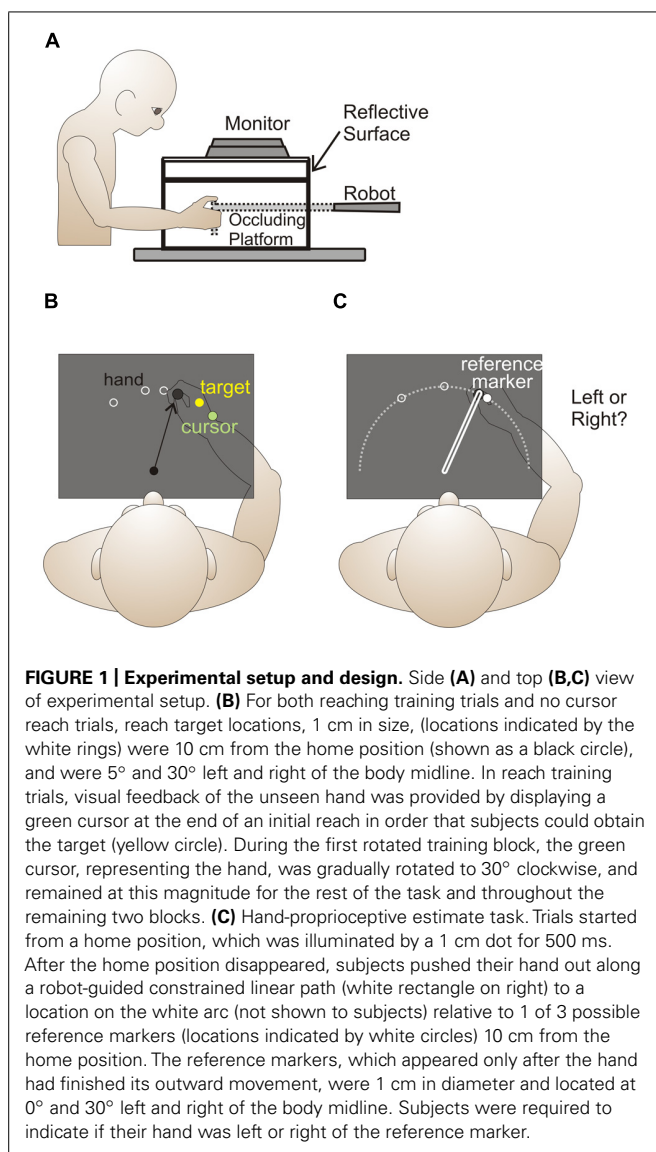 A
Monitor
Reflective
Surface
Robot
Occluding
Platform
B
C
hand
target
cursor
reference
marker
Left or
Right?
FIGURE 1 | Experimental setup and design. Side (A) and top (B,C) view
of experimental setup. (B) For both reaching training trials and no cursor
reach trials, reach target locations, 1 cm in size, (locations indicated by the
white rings) were 10 cm from the home position (shown as a black circle),
and were 5° and 30° left and right of the body midline. In reach training
trials, visual feedback of the unseen hand was provided by displaying a
green cursor at the end of an initial reach in order that subjects could obtain
the target (yellow circle). During the first rotated training block, the green
cursor, representing the hand, was gradually rotated to 30° clockwise, and
remained at this magnitude for the rest of the task and throughout the
remaining two blocks. (C) Hand-proprioceptive estimate task. Trials started
from a home position, which was illuminated by a 1 cm dot for 500 ms.
After the home position disappeared, subjects pushed their hand out along
a robot-guided constrained linear path (white rectangle on right) to a
location on the white arc (not shown to subjects) relative to 1 of 3 possible
reference markers (locations indicated by white circles) 10 cm from the
home position. The reference markers, which appeared only after the hand
had finished its outward movement, were 1 cm in diameter and located at
0° and 30° left and right of the body midline. Subjects were required to
indicate if their hand was left or right of the reference marker.